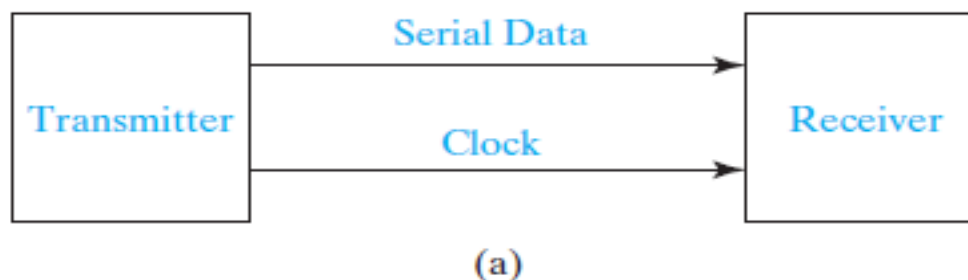 Serial Data
Transmitter
Receiver
Clock
(a)